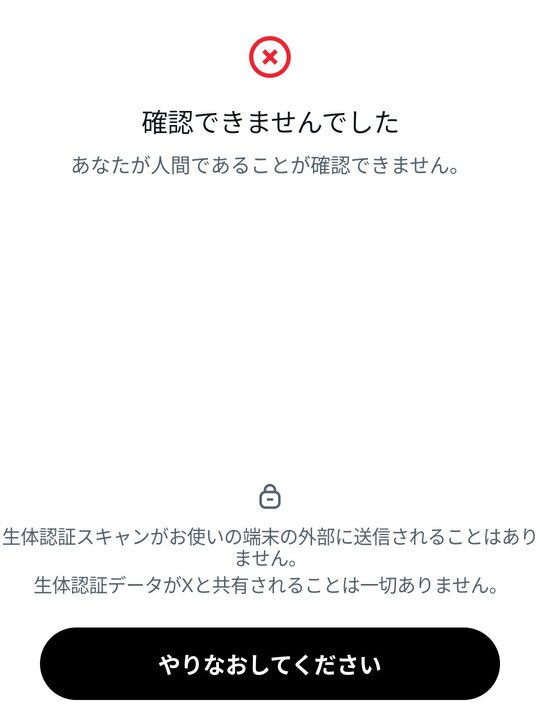 確認できませんでした
あなたが人間であることが確認できません。
生体認証スキャンがお使いの端末の外部に送信されることはあり
ません。
生体認証データがXと共有されることは一切ありません。
やりなおしてください